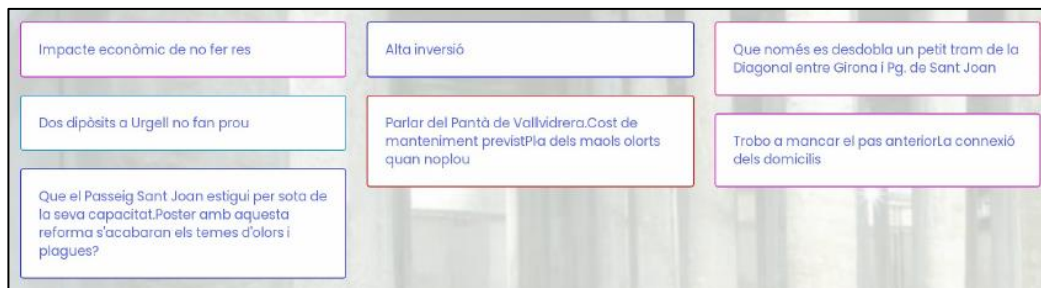 Impacte econòmic de no fer res
Dos dipòsits a Urgell no fan prou
Que el Passeig Sant Joan estigui per sota de
la seva capacitat.Poster amb aquesta
reforma s'acabaran els temes d'olors i
plagues?
Alta inversió
Parlar del Pantà de Vallvidrera.Cost de
manteniment previstPla dels maols olorts
quan noplou
Que només es desdobla un petit tram de la
Diagonal entre Girona i Pg. de Sant Joan
Trobo a mancar el pas anteriorLa connexió
dels domicilis